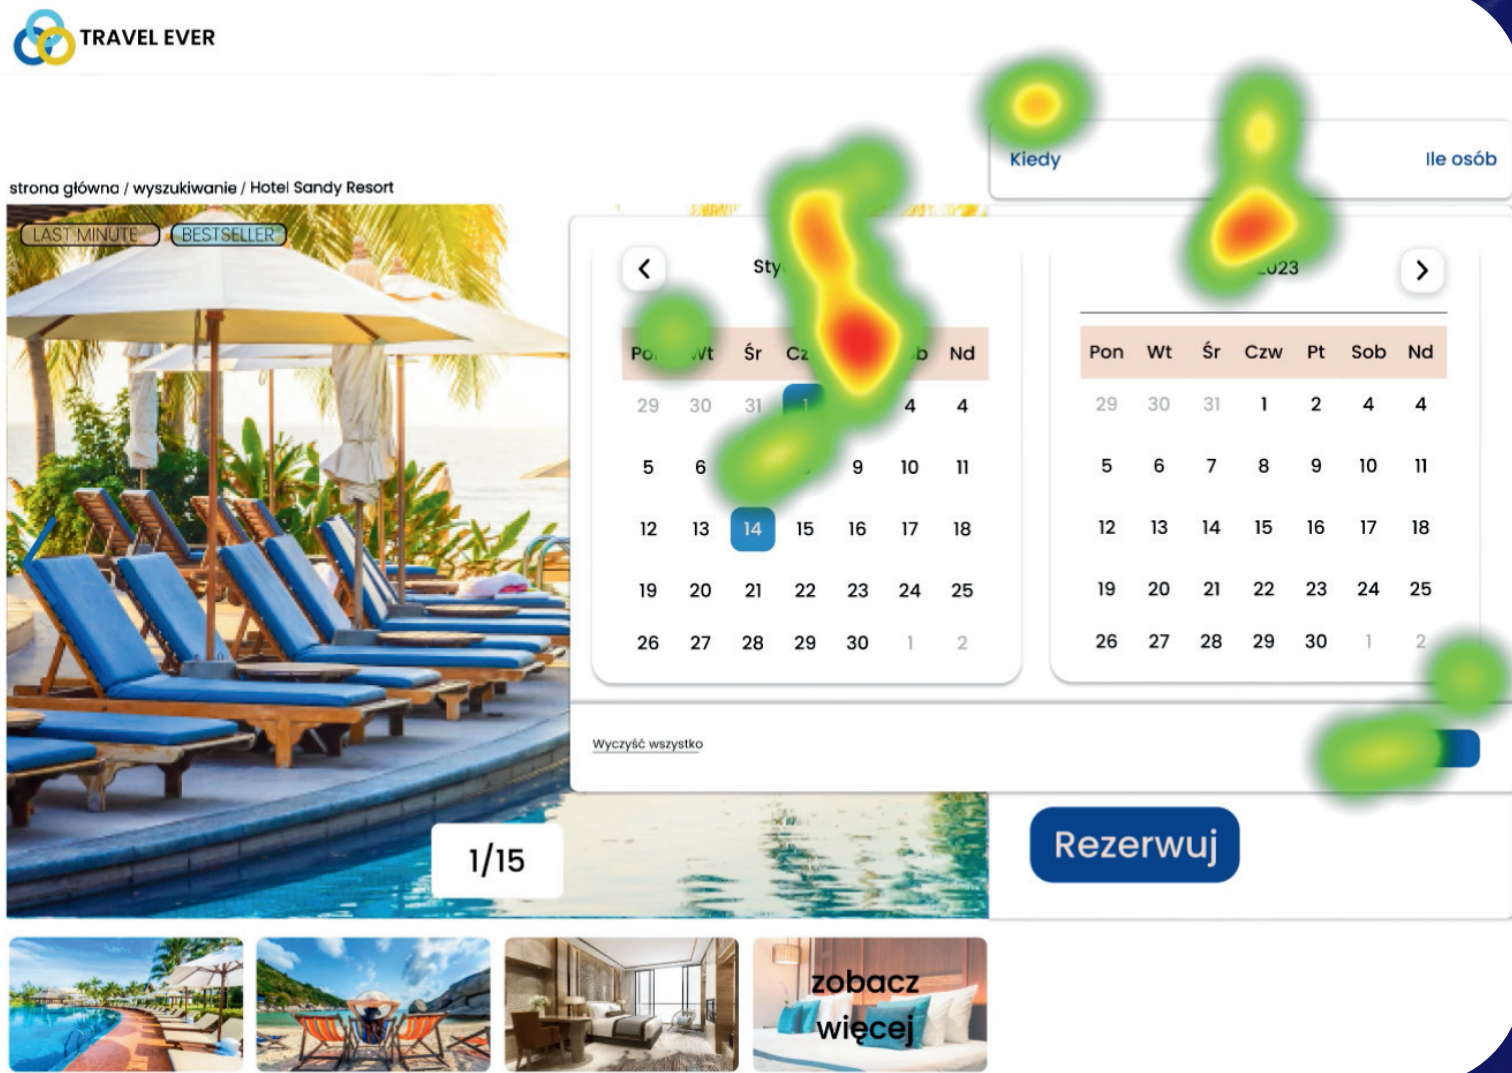 TRAVEL EVER
Kiedy
Ile osób
strona główna / wyszukiwanie / Hotel Sandy Resort
LAST MINUTE
BESTSELLER
2023
Śr Nd
29 30 31 1 4 4
5 6 9 10 11
12 13 14 15 16 17 18
19 20 21 22 23 24 25
26 27 28 29 30 1 2
Pon Wt Śr Czw Pt Sob Nd
29 30 31 1 2 4 4
5 6 7 8 9 10 11
12 13 14 15 16 17 18
19 20 21 22 23 24 25
26 27 28 29 30 1 2
Wyczyść wszystko
Rezerwuj
1/15
zobacz
więcej